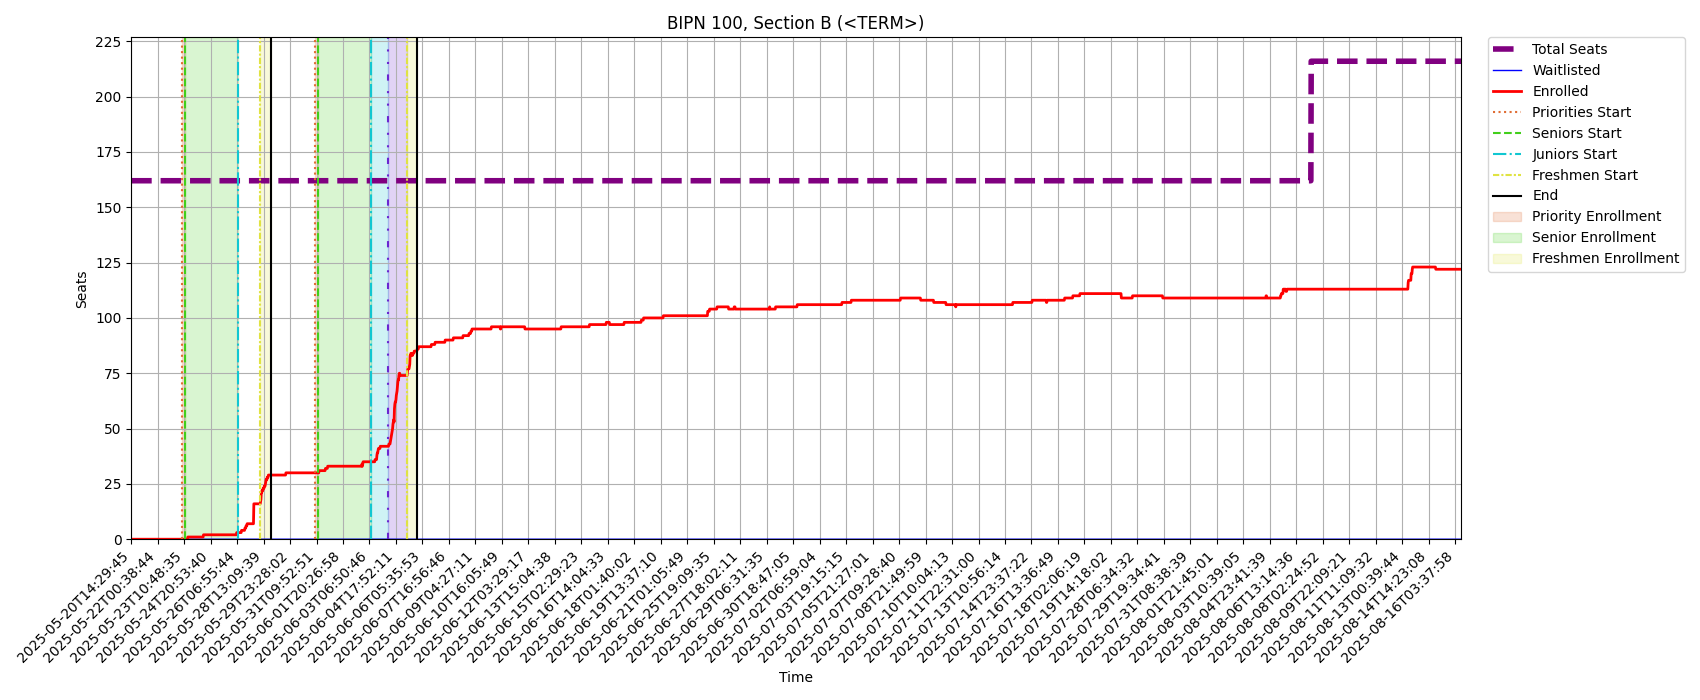 BIPN 100, Section B (<TERM>)
Seats
225
200
175
150
125
100
75
50
25
0
2025-05-20T14:29:45
2025-05-22T00:38:44
2025-05-23T10:48:35
2025-05-24T20:53:40
2025-05-26T06:55:44
2025-05-28T13:09:39
2025-05-29T23:28:02
2025-05-31T09:52:51
2025-06-01T20:26:58
2025-06-03T06:50:46
2025-06-04T17:52:11
2025-06-06T05:35:53
2025-06-07T16:56:46
2025-06-09T04:27:11
2025-06-10T16:05:49
2025-06-12T03:29:17
2025-06-13T15:04:38
2025-06-15T02:29:23
2025-06-16T14:04:33
2025-06-18T01:40:02
2025-06-19T13:37:10
2025-06-21T01:05:49
2025-06-25T19:09:35
2025-06-27T18:02:11
2025-06-29T06:31:35
2025-06-30T18:47:05
2025-07-02T06:59:04
2025-07-03T19:15:15
2025-07-05T21:27:01
2025-07-07T09:28:40
2025-07-08T21:49:59
2025-07-10T10:04:13
2025-07-11T22:31:00
2025-07-13T10:56:14
2025-07-16T13:37:22
2025-07-16T13:36:49
2025-07-18T02:06:19
2025-07-19T14:18:02
2025-07-28T06:34:32
2025-07-29T19:34:41
2025-07-31T08:38:39
2025-08-01T21:45:01
2025-08-03T10:39:05
2025-08-04T23:41:39
2025-08-06T13:14:36
2025-08-08T02:24:52
2025-08-09T22:09:21
2025-08-11T11:09:32
2025-08-13T00:39:44
2025-08-14T14:23:08
2025-08-16T03:37:58
Time
Total Seats
Waitlisted
Enrolled
Priorities Start
Seniors Start
Juniors Start
Freshmen Start
End
Priority Enrollment
Senior Enrollment
Freshmen Enrollment